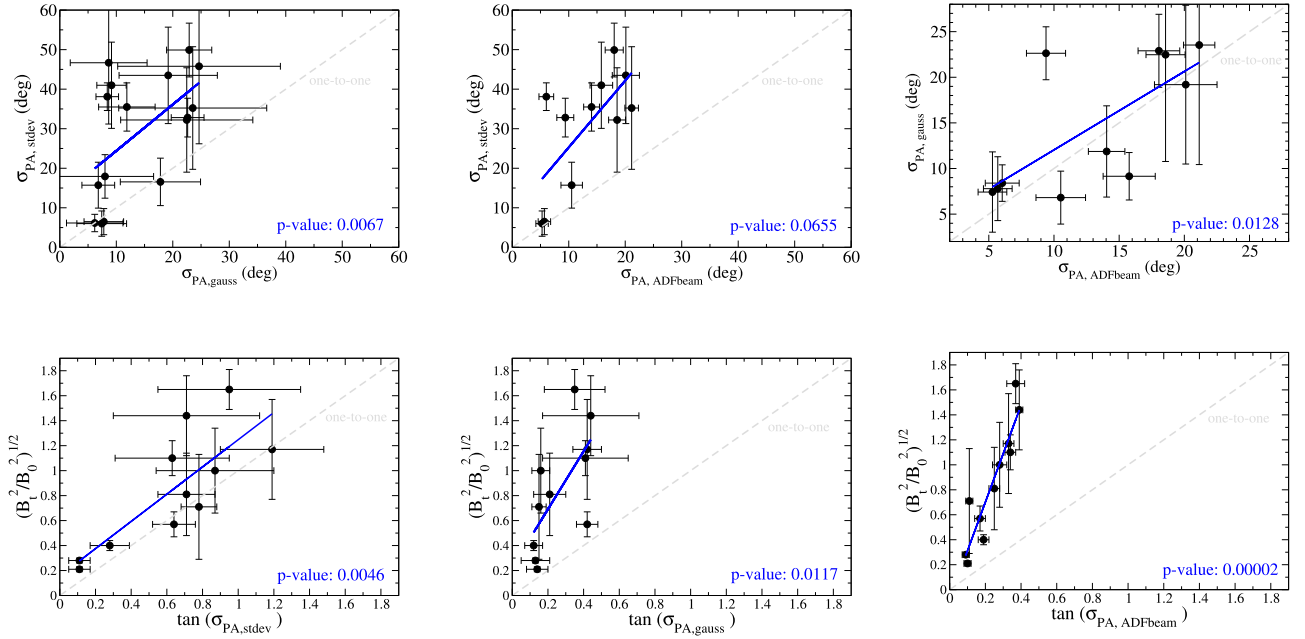 60
50
40
30
20
10
0
σPA, stdev (deg)
one-to-one
p-value: 0.0067
0 10 20 30 40 50 60
σPA,gauss (deg)
60
50
40
30
20
10
0
σPA, stdev (deg)
one-to-one
p-value: 0.0655
0 10 20 30 40 50 60
σPA, ADFbeam (deg)
25
20
15
10
5
σPA, gauss (deg)
one-to-one
p-value: 0.0128
5 10 15 20 25
σPA, ADFbeam (deg)
1.8
1.6
1.4
1.2
1
0.8
0.6
0.4
0.2
0
(Bt²/B0²)1/2
one-to-one
p-value: 0.0046
0 0.2 0.4 0.6 0.8 1 1.2 1.4 1.6 1.8
tan (σPA,stdev )
1.8
1.6
1.4
1.2
1
0.8
0.6
0.4
0.2
0
(Bt²/B0²)1/2
one-to-one
p-value: 0.0117
0 0.2 0.4 0.6 0.8 1 1.2 1.4 1.6 1.8
tan (σPA,gauss )
1.8
1.6
1.4
1.2
1
0.8
0.6
0.4
0.2
0
(Bt²/B0²)1/2
one-to-one
p-value: 0.00002
0 0.2 0.4 0.6 0.8 1 1.2 1.4 1.6 1.8
tan (σPA, ADFbeam )